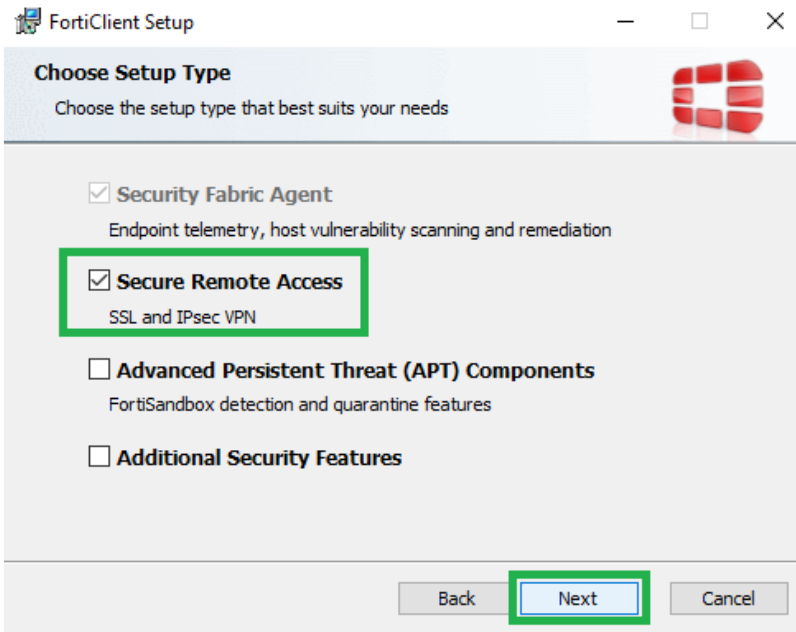 FortiClient Setup
Choose Setup Type
Choose the setup type that best suits your needs
Security Fabric Agent
Endpoint telemetry, host vulnerability scanning and remediation
Secure Remote Access
SSL and IPsec VPN
Advanced Persistent Threat (APT) Components
FortiSandbox detection and quarantine features
Additional Security Features
Back Next Cancel